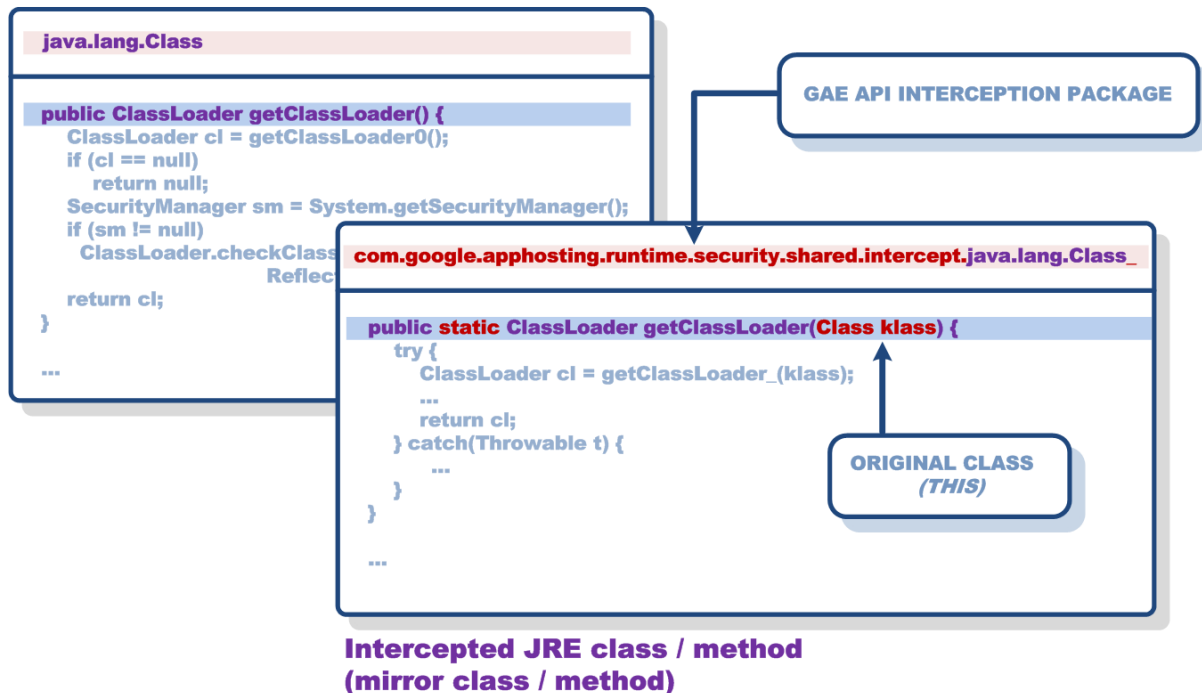 java.lang.Class
public ClassLoader getClassLoader() {
ClassLoader cl = getClassLoader0();
if (cl == null)
return null;
SecurityManager sm = System.getSecurityManager();
if (sm != null)
ClassLoader.checkClass
Reflect
return cl;
}
...
GAE API INTERCEPTION PACKAGE
com.google.apphosting.runtime.security.shared.intercept.java.lang.Class_
public static ClassLoader getClassLoader(Class klass) {
try {
ClassLoader cl = getClassLoader_(klass);
...
return cl;
} catch(Throwable t) {
...
}
}
...
ORIGINAL CLASS
(THIS)
Intercepted JRE class / method
(mirror class / method)